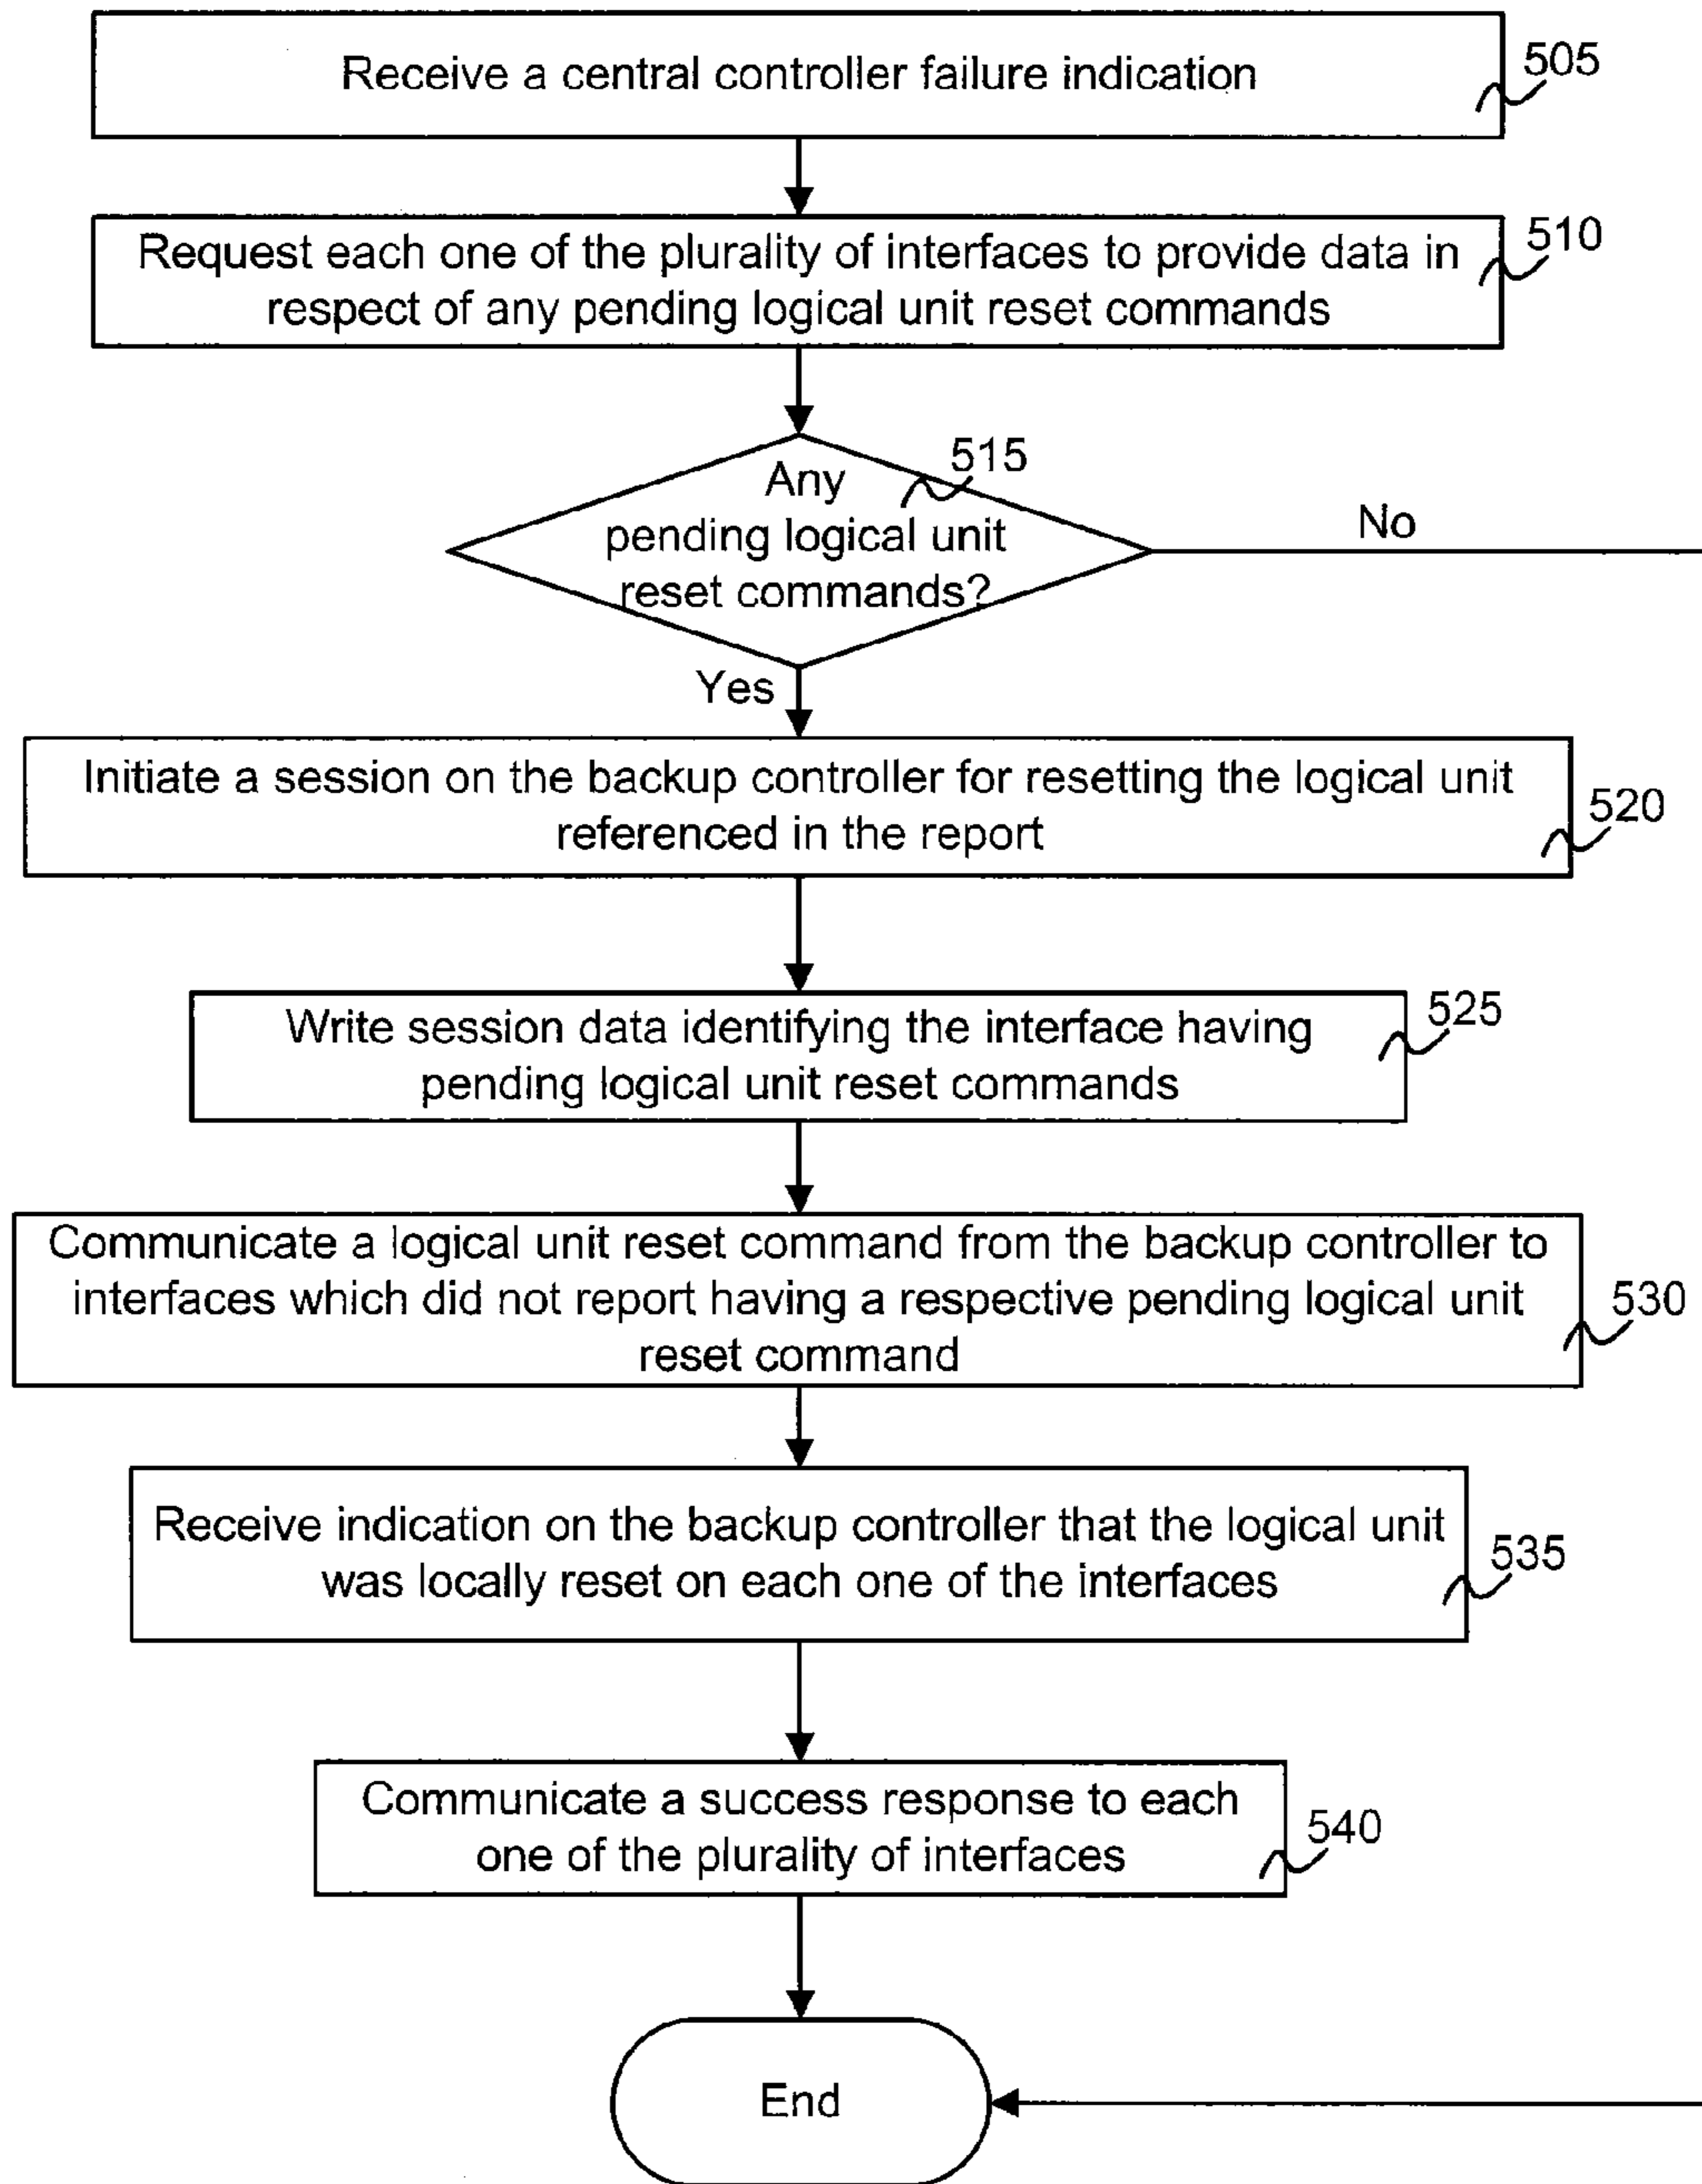 Receive a central controller failure indication
505
Request each one of the plurality of interfaces to provide data in
respect of any pending logical unit reset commands
510
Any
pending logical unit
reset commands?
515
No
Yes
Initiate a session on the backup controller for resetting the logical unit
referenced in the report
520
Write session data identifying the interface having
pending logical unit reset commands
525
Communicate a logical unit reset command from the backup controller to
interfaces which did not report having a respective pending logical unit
reset command
530
Receive indication on the backup controller that the logical unit
was locally reset on each one of the interfaces
535
Communicate a success response to each
one of the plurality of interfaces
540
End